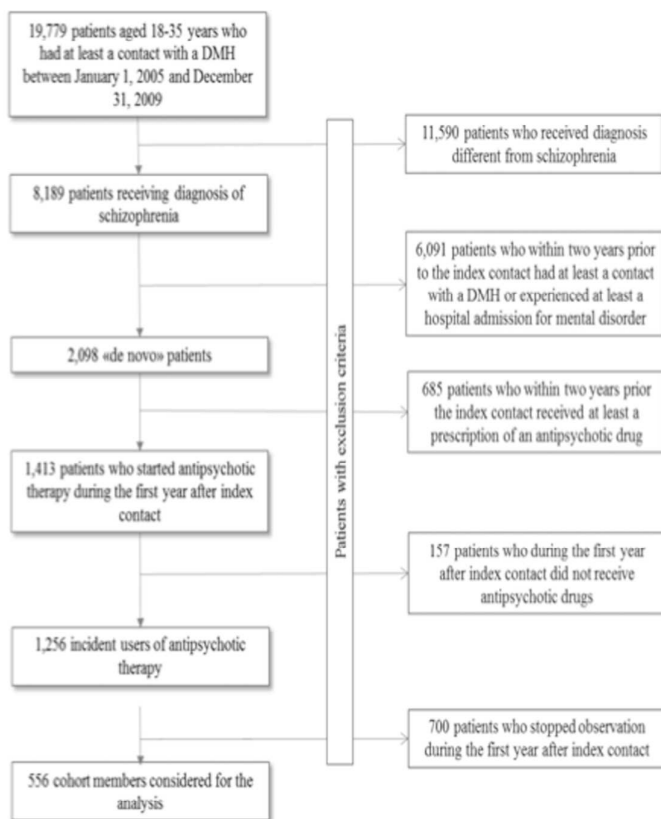 19,779 patients aged 18-35 years who
had at least a contact with a DMH
between January 1, 2005 and December
31, 2009
11,590 patients who received diagnosis
different from schizophrenia
8,189 patients receiving diagnosis of
schizophrenia
6,091 patients who within two years prior
to the index contact had at least a contact
with a DMH or experienced at least a
hospital admission for mental disorder
2,098 «de novo» patients
685 patients who within two years prior
the index contact received at least a
prescription of an antipsychotic drug
1,413 patients who started antipsychotic
therapy during the first year after index
contact
157 patients who during the first year
after index contact did not receive
antipsychotic drugs
1,256 incident users of antipsychotic
therapy
700 patients who stopped observation
during the first year after index contact
556 cohort members considered for the
analysis
Patients with exclusion criteria